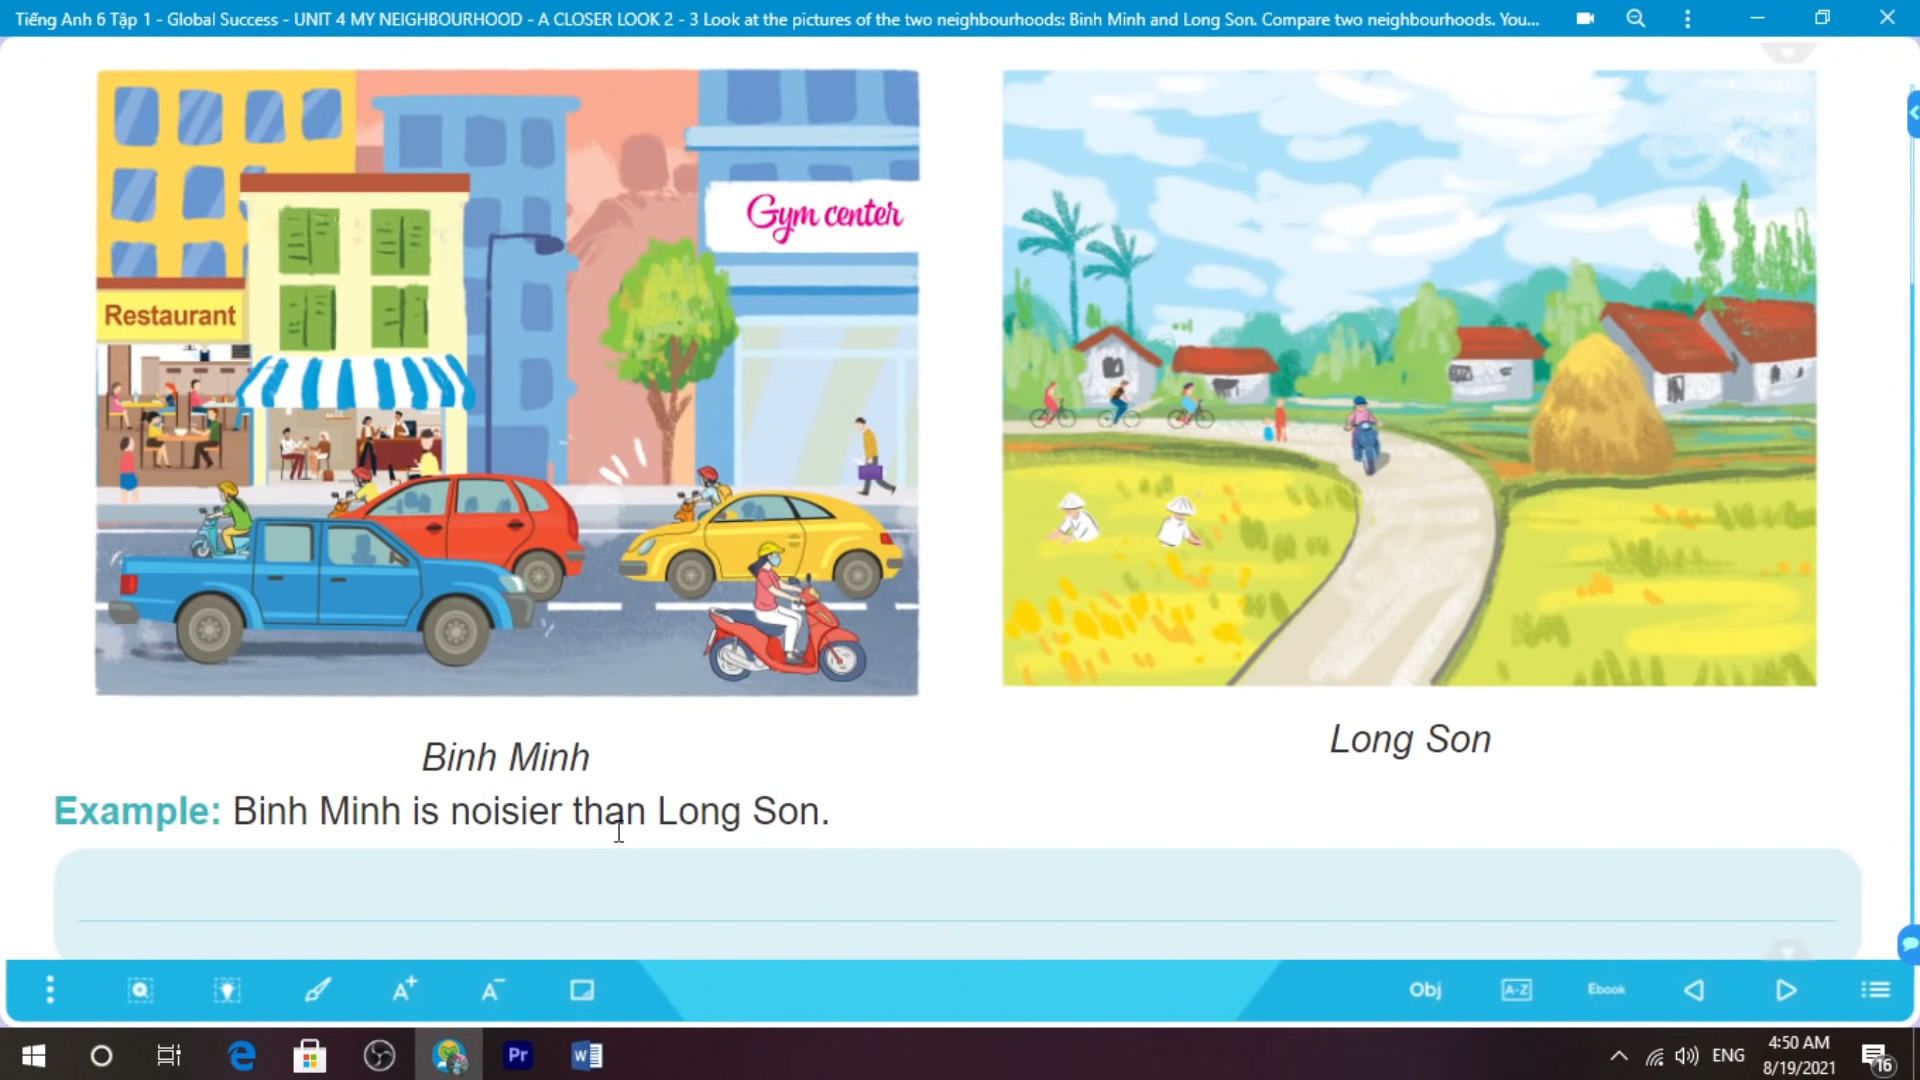 Tiếng Anh 6 Tập 1 - Global Success - UNIT 4 MY NEIGHBOURHOOD - A CLOSER LOOK 2 - 3 Look at the pictures of the two neighbourhoods: Binh Minh and Long Son. Compare two neighbourhoods. You...
Gym center
Restaurant
Binh Minh
Long Son
Example: Binh Minh is noisier than Long Son.
A+
A-
Obj
A-Z
Ebook
Pr
W
ENG
4:50 AM
8/19/2021
16